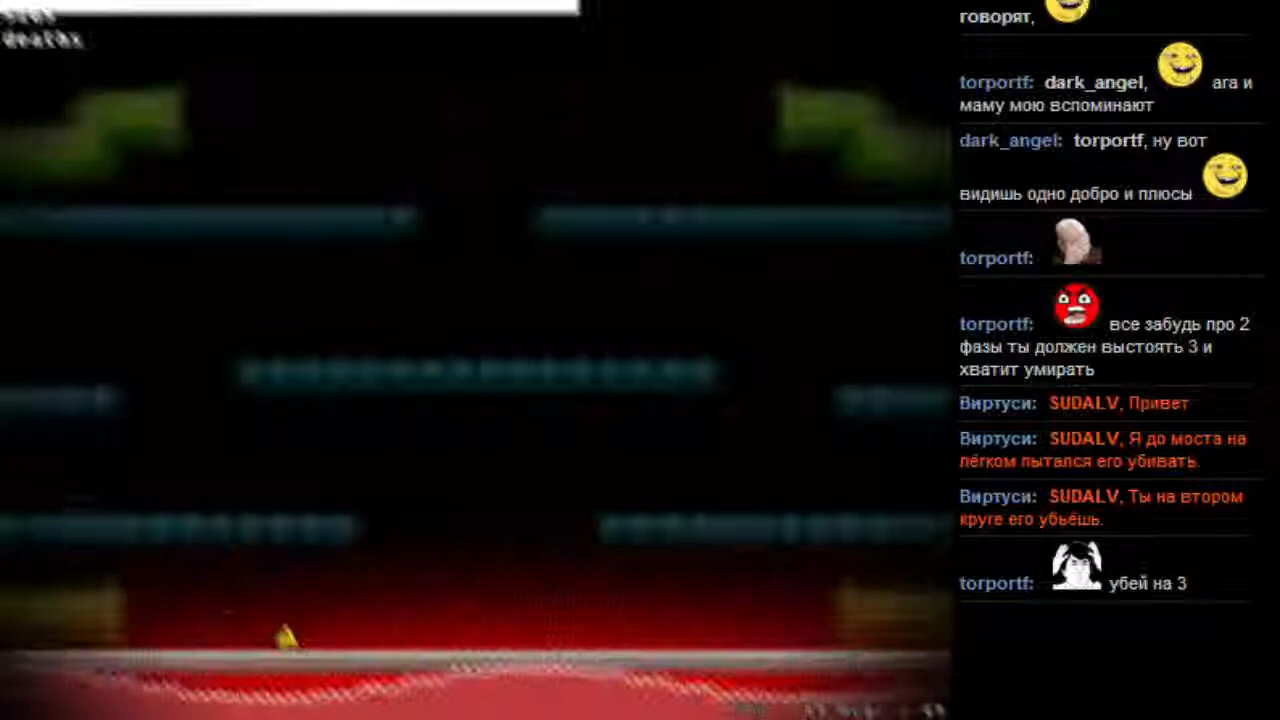 deaths
говорят,
torportf: dark_angel, ага и
маму мою вспоминают
dark_angel: torportf, ну вот
видишь одно добро и плюсы
torportf:
torportf: все забудь про 2
фазы ты должен выстоять 3 и
хватит умирать
Виртуси: SUDALV, Привет
Виртуси: SUDALV, Я до моста на
лёгком пытался его убивать.
Виртуси: SUDALV, Ты на втором
круге его убьёшь.
torportf: убей на 3